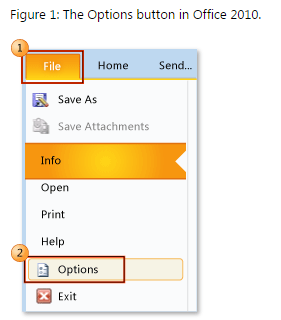 Figure 1: The Options button in Office 2010.
1
File Home Send...
Save As
Save Attachments
Info
Open
Print
Help
2
Options
Exit